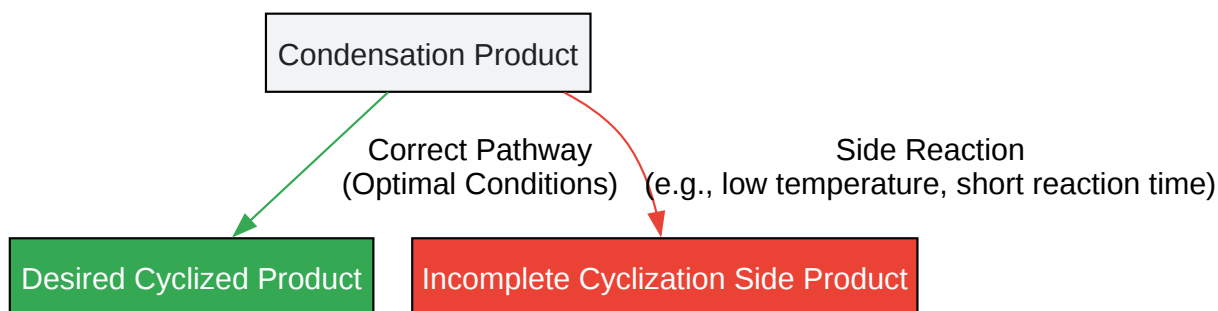 Condensation Product
Correct Pathway
(Optimal Conditions)
Side Reaction
(e.g., low temperature, short reaction time)
Desired Cyclized Product
Incomplete Cyclization Side Product